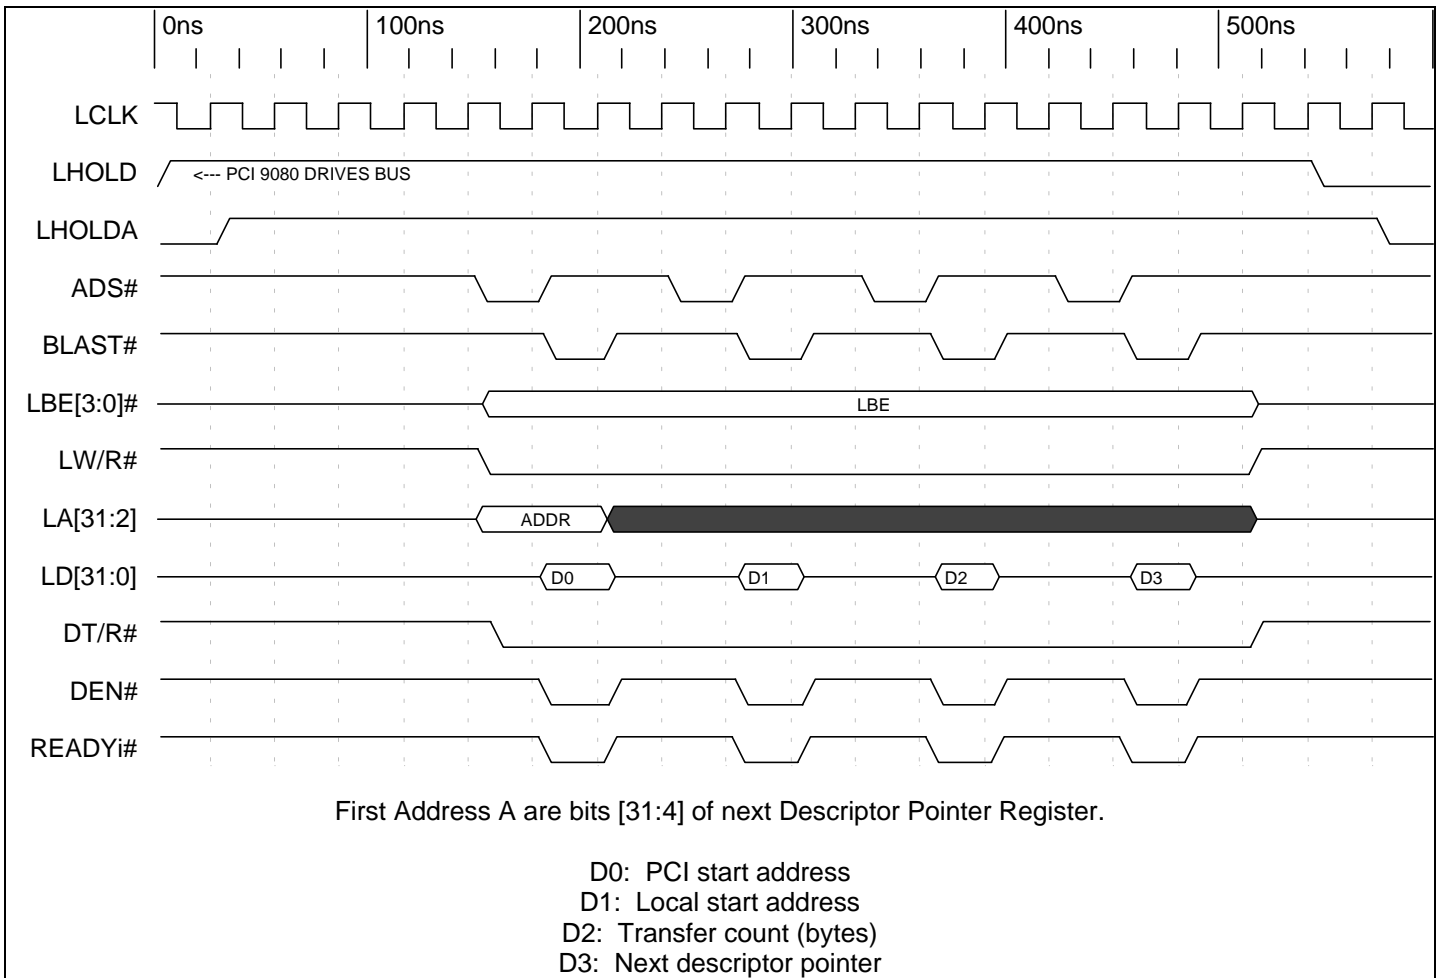 0ns 100ns 200ns 300ns 400ns 500ns
LCLK
LHOLD <--- PCI 9080 DRIVES BUS
LHOLDA
ADS#
BLAST#
LBE[3:0]# LBE
LW/R#
LA[31:2] ADDR
LD[31:0] D0 D1 D2 D3
DT/R#
DEN#
READYi#
First Address A are bits [31:4] of next Descriptor Pointer Register.
D0: PCI start address
D1: Local start address
D2: Transfer count (bytes)
D3: Next descriptor pointer